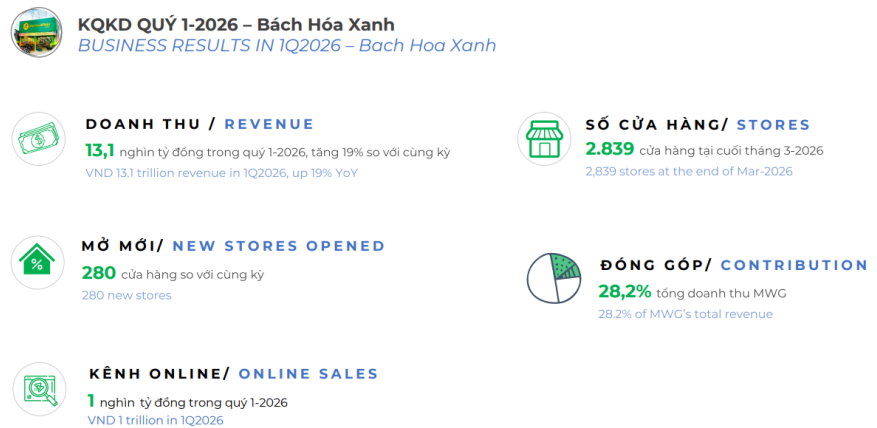 KQKD QUÝ 1-2026 – Bách Hóa Xanh
BUSINESS RESULTS IN 1Q2026 – Bach Hoa Xanh
DOANH THU / REVENUE
13,1 nghìn tỷ đồng trong quý 1-2026, tăng 19% so với cùng kỳ
VND 13.1 trillion revenue in 1Q2026, up 19% YoY
SỐ CỬA HÀNG/ STORES
2.839 cửa hàng tại cuối tháng 3-2026
2,839 stores at the end of Mar-2026
MỞ MỚI/ NEW STORES OPENED
280 cửa hàng so với cùng kỳ
280 new stores
ĐÓNG GÓP/ CONTRIBUTION
28,2% tổng doanh thu MWG
28.2% of MWG's total revenue
KÊNH ONLINE/ ONLINE SALES
1 nghìn tỷ đồng trong quý 1-2026
VND 1 trillion in 1Q2026